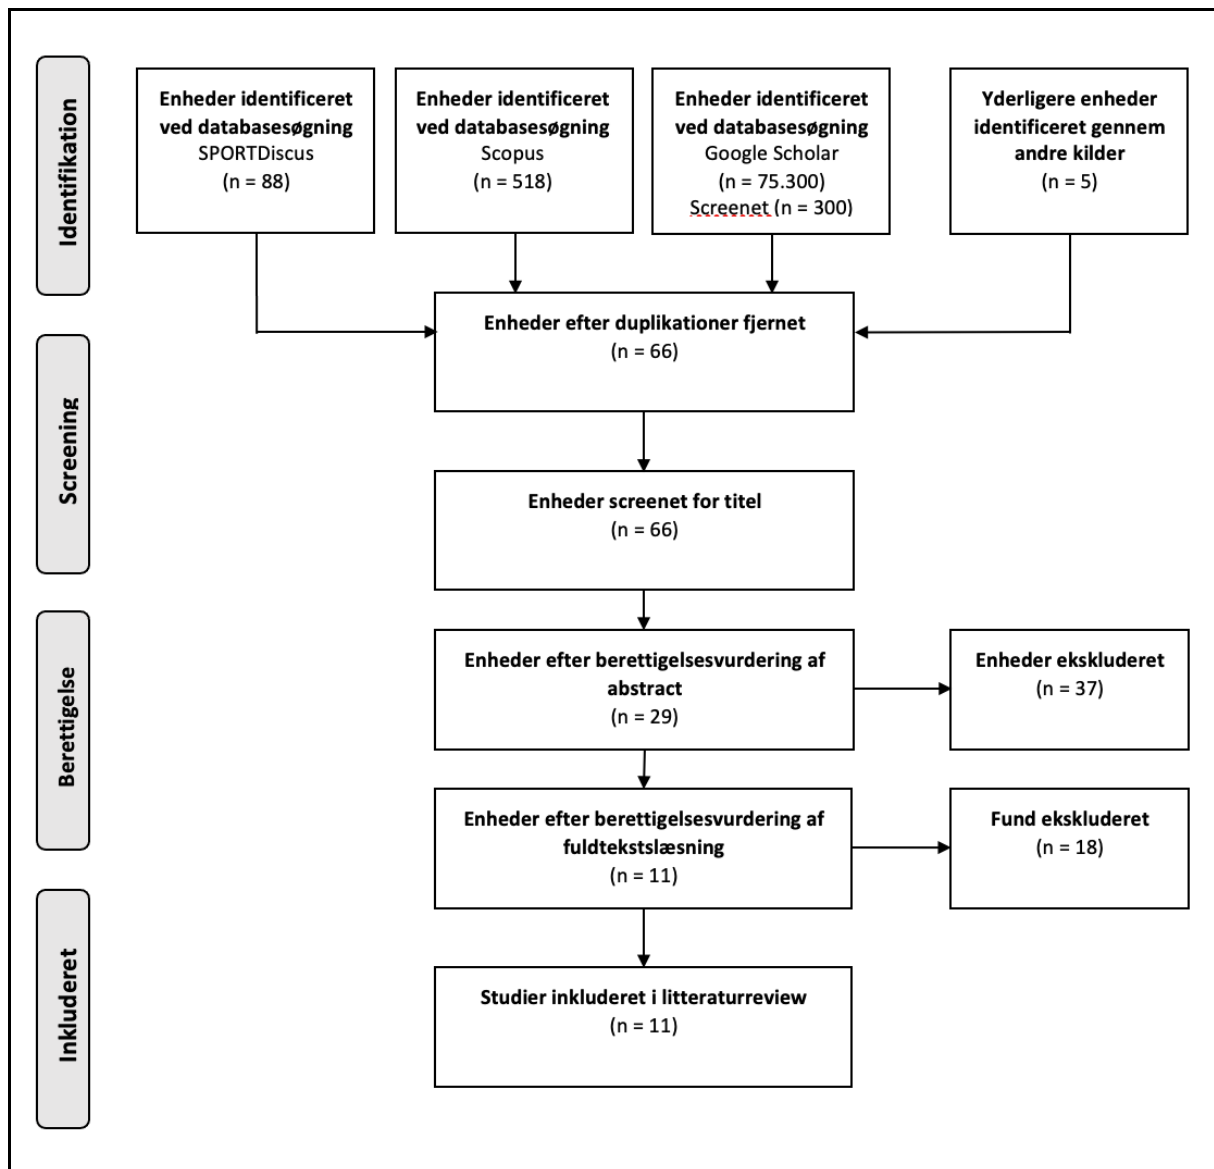 Identifikation
Enheder identificeret
ved databasesøgning
SPORTDiscus
(n = 88)
Enheder identificeret
ved databasesøgning
Scopus
(n = 518)
Enheder identificeret
ved databasesøgning
Google Scholar
(n = 75.300)
Screenet (n = 300)
Yderligere enheder
identificeret gennem
andre kilder
(n = 5)
Enheder efter duplikationer fjernet
(n = 66)
Screening
Enheder screenet for titel
(n = 66)
Berettigelse
Enheder efter berettigelsesvurdering af
abstract
(n = 29)
Enheder ekskluderet
(n = 37)
Enheder efter berettigelsesvurdering af
fuldtekstslæsning
(n = 11)
Fund ekskluderet
(n = 18)
Inkluderet
Studier inkluderet i litteraturreview
(n = 11)